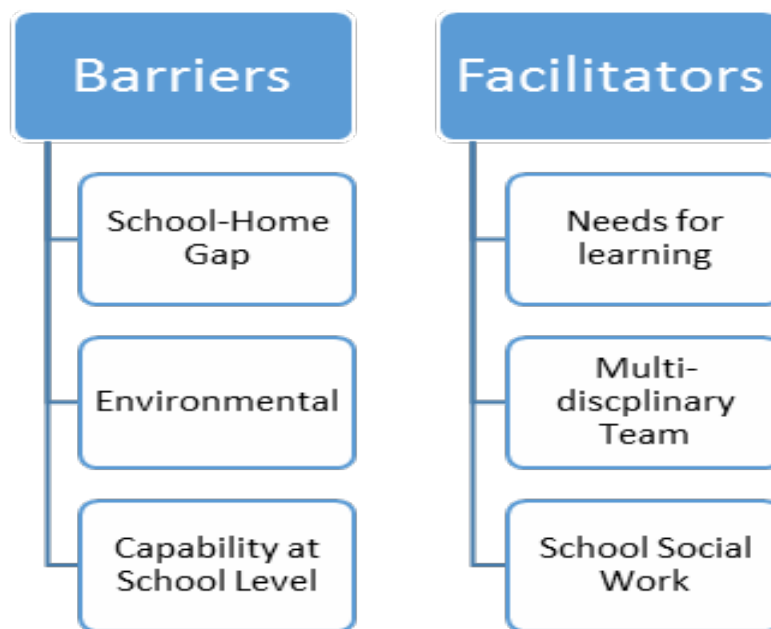 Barriers
School-Home
Gap
Environmental
Capability at
School Level
Facilitators
Needs for
learning
Multi-
discplinary
Team
School Social
Work